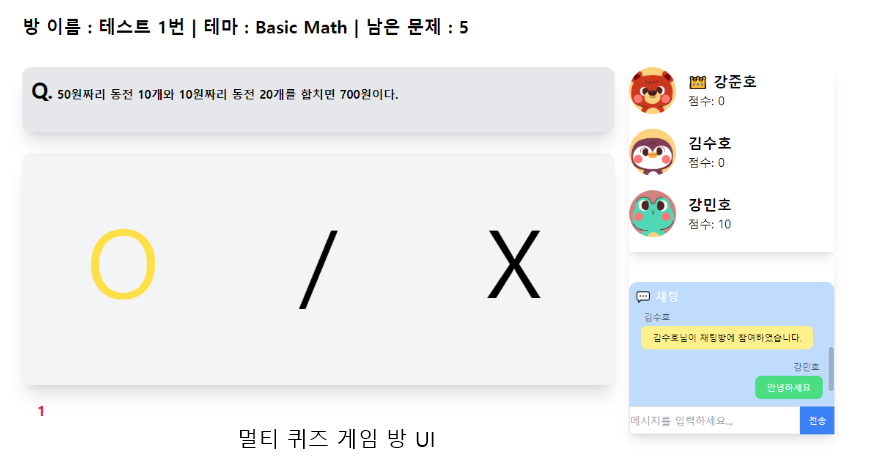 방 이름 : 테스트 1번 | 테마 : Basic Math | 남은 문제 : 5
Q. 50원짜리 동전 10개와 10원짜리 동전 20개를 합치면 700원이다.
O / X
1
강준호
점수: 0
김수호
점수: 0
강민호
점수: 10
채팅
김수호
김수호님이 채팅방에 참여하였습니다.
강민호
안녕하세요
메시지를 입력하세요... 전송
멀티 퀴즈 게임 방 UI